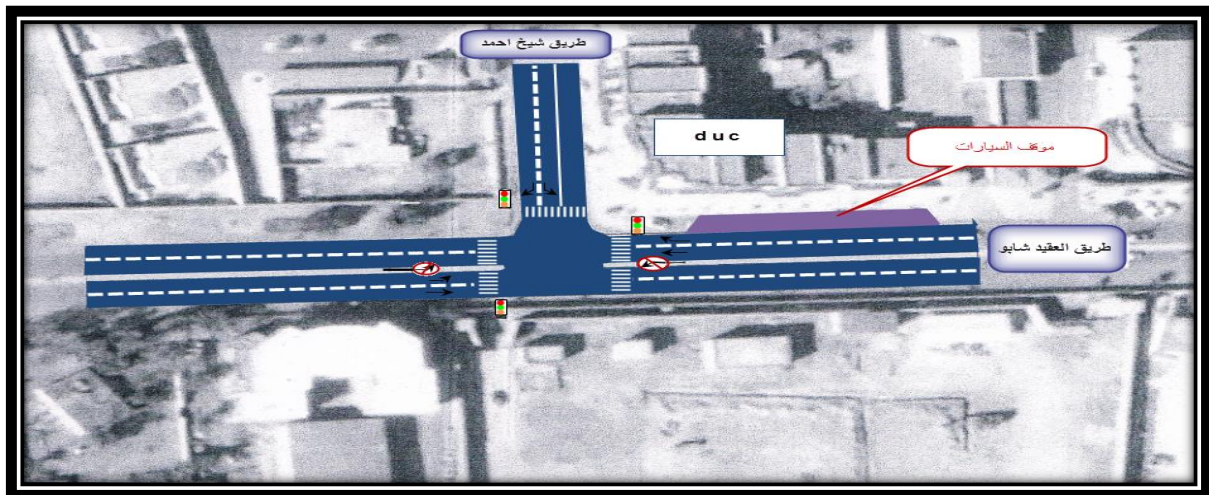 طريق شيخ احمد
duc
موقف السيارات
طريق العقيد شابو